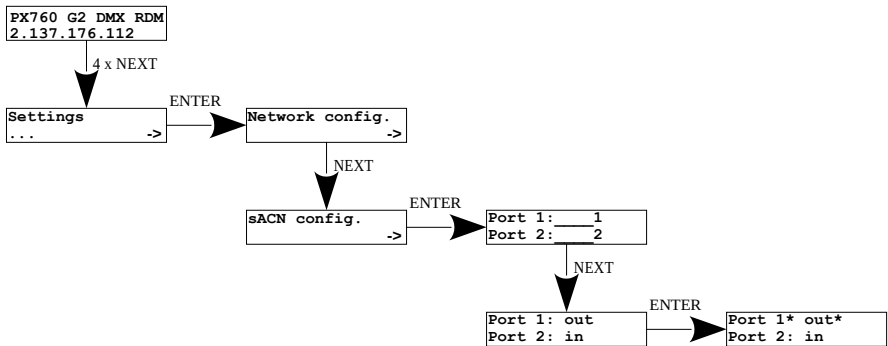 PX760 G2 DMX RDM
2.137.176.112
4 x NEXT
ENTER
Settings
... ->
Network config.
->
NEXT
ENTER
sACN config.
->
Port 1:____1
Port 2:____2
NEXT
ENTER
Port 1: out
Port 2: in
Port 1* out*
Port 2: in